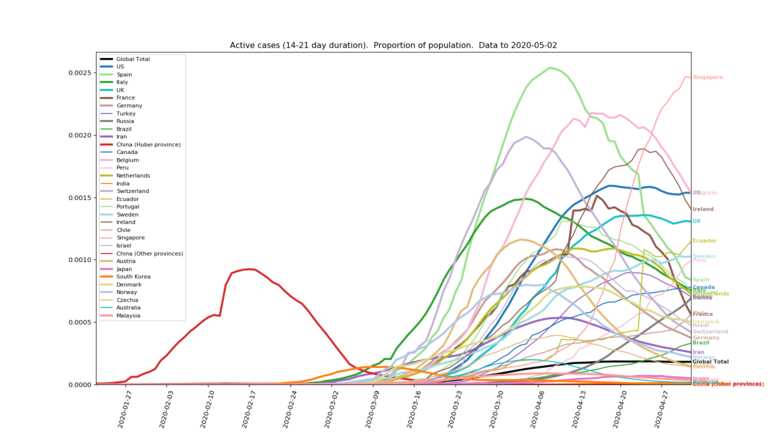 Active cases (14-21 day duration).  Proportion of population.  Data to 2020-05-02
0.0025
0.0020
0.0015
0.0010
0.0005
0.0000
Global Total
US
Spain
Italy
UK
France
Germany
Turkey
Russia
Brazil
Iran
China (Hubei province)
Canada
Belgium
Peru
Netherlands
India
Switzerland
Ecuador
Portugal
Sweden
Ireland
Chile
Singapore
Israel
China (Other provinces)
Austria
Japan
South Korea
Denmark
Norway
Czechia
Australia
Malaysia
Singapore
Belgium
Ireland
UK
Ecuador
Sweden
Peru
Spain
Canada
France
Denmark
Israel
Switzerland
Germany
Brazil
Iran
Global Total
China (Hubei province)
2020-01-27
2020-02-03
2020-02-10
2020-02-17
2020-02-24
2020-03-02
2020-03-09
2020-03-16
2020-03-23
2020-03-30
2020-04-06
2020-04-13
2020-04-20
2020-04-27